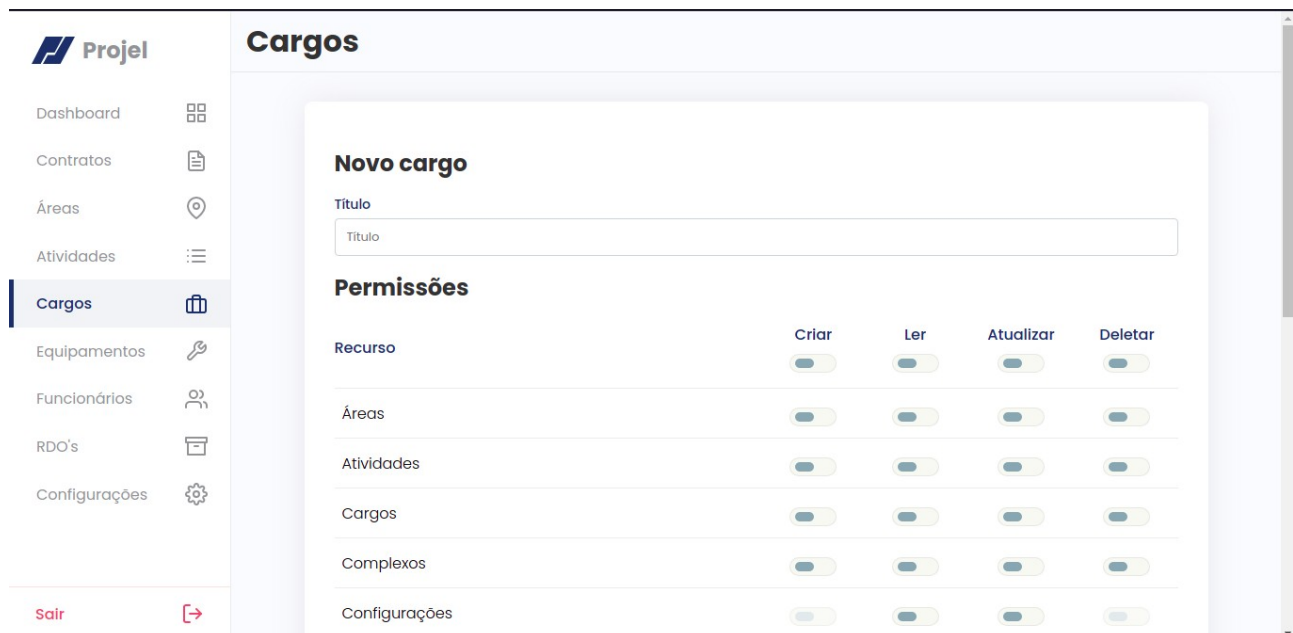 Projel
Cargos
Dashboard
Contratos
Áreas
Atividades
Cargos
Equipamentos
Funcionários
RDO's
Configurações
Sair
Novo cargo
Título
Título
Permissões
Recurso Criar Ler Atualizar Deletar
Áreas
Atividades
Cargos
Complexos
Configurações